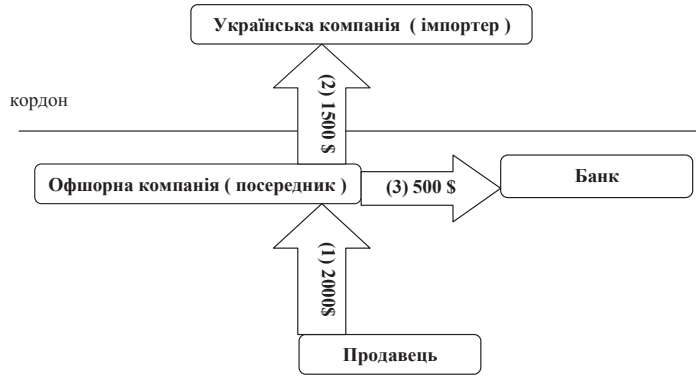 Українська компанія ( імпортер )
(2) 1500 $
кордон
Офшорна компанія ( посередник )
(3) 500 $
Банк
(1) 2000$
Продавець